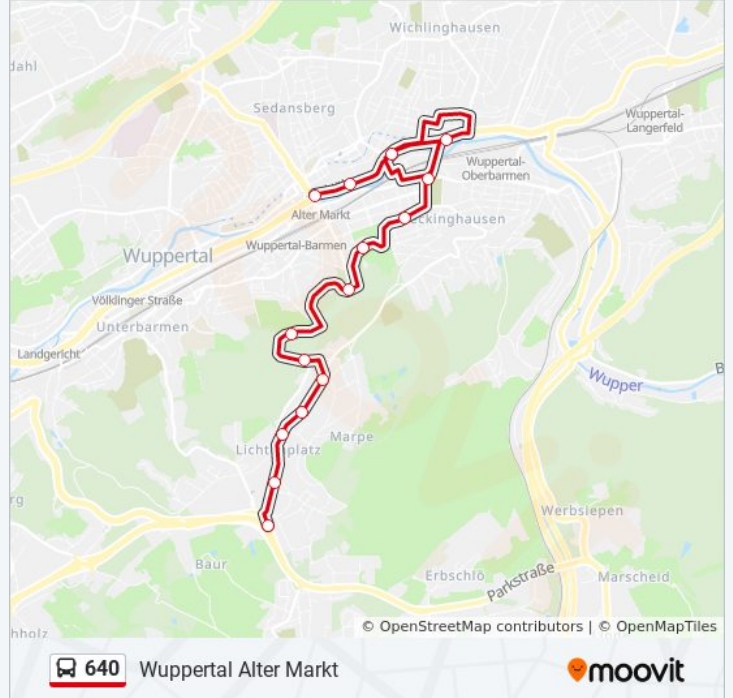 Wichlinghausen
dahl
Sedansberg
Wuppertal-
Langerfeld
Wuppertal-
Oberbarmen
Alter Markt
eckinghausen
Wuppertal-Barmen
Wuppertal
Völklinger Straße
Unterbarmen
Landgericht
B
Wupper
Marpe
Licht
platz
rg
Werbsiepen
Baur
Erbschlö
Parkstraße
Marscheid
hholz
© OpenStreetMap contributors | © OpenMapTiles
640 Wuppertal Alter Markt
moovit